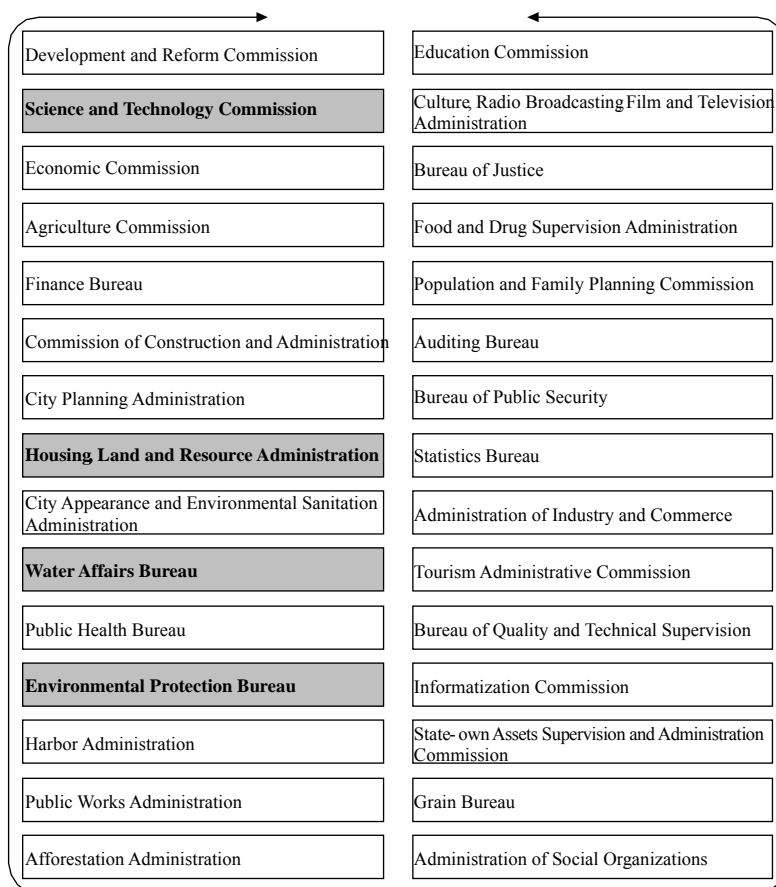 Development and Reform Commission
Science and Technology Commission
Economic Commission
Agriculture Commission
Finance Bureau
Commission of Construction and Administration
City Planning Administration
Housing, Land and Resource Administration
City Appearance and Environmental Sanitation
Administration
Water Affairs Bureau
Public Health Bureau
Environmental Protection Bureau
Harbor Administration
Public Works Administration
Afforestation Administration
Education Commission
Culture, Radio Broadcasting, Film and Television
Administration
Bureau of Justice
Food and Drug Supervision Administration
Population and Family Planning Commission
Auditing Bureau
Bureau of Public Security
Statistics Bureau
Administration of Industry and Commerce
Tourism Administrative Commission
Bureau of Quality and Technical Supervision
Informatization Commission
State-own Assets Supervision and Administration
Commission
Grain Bureau
Administration of Social Organizations